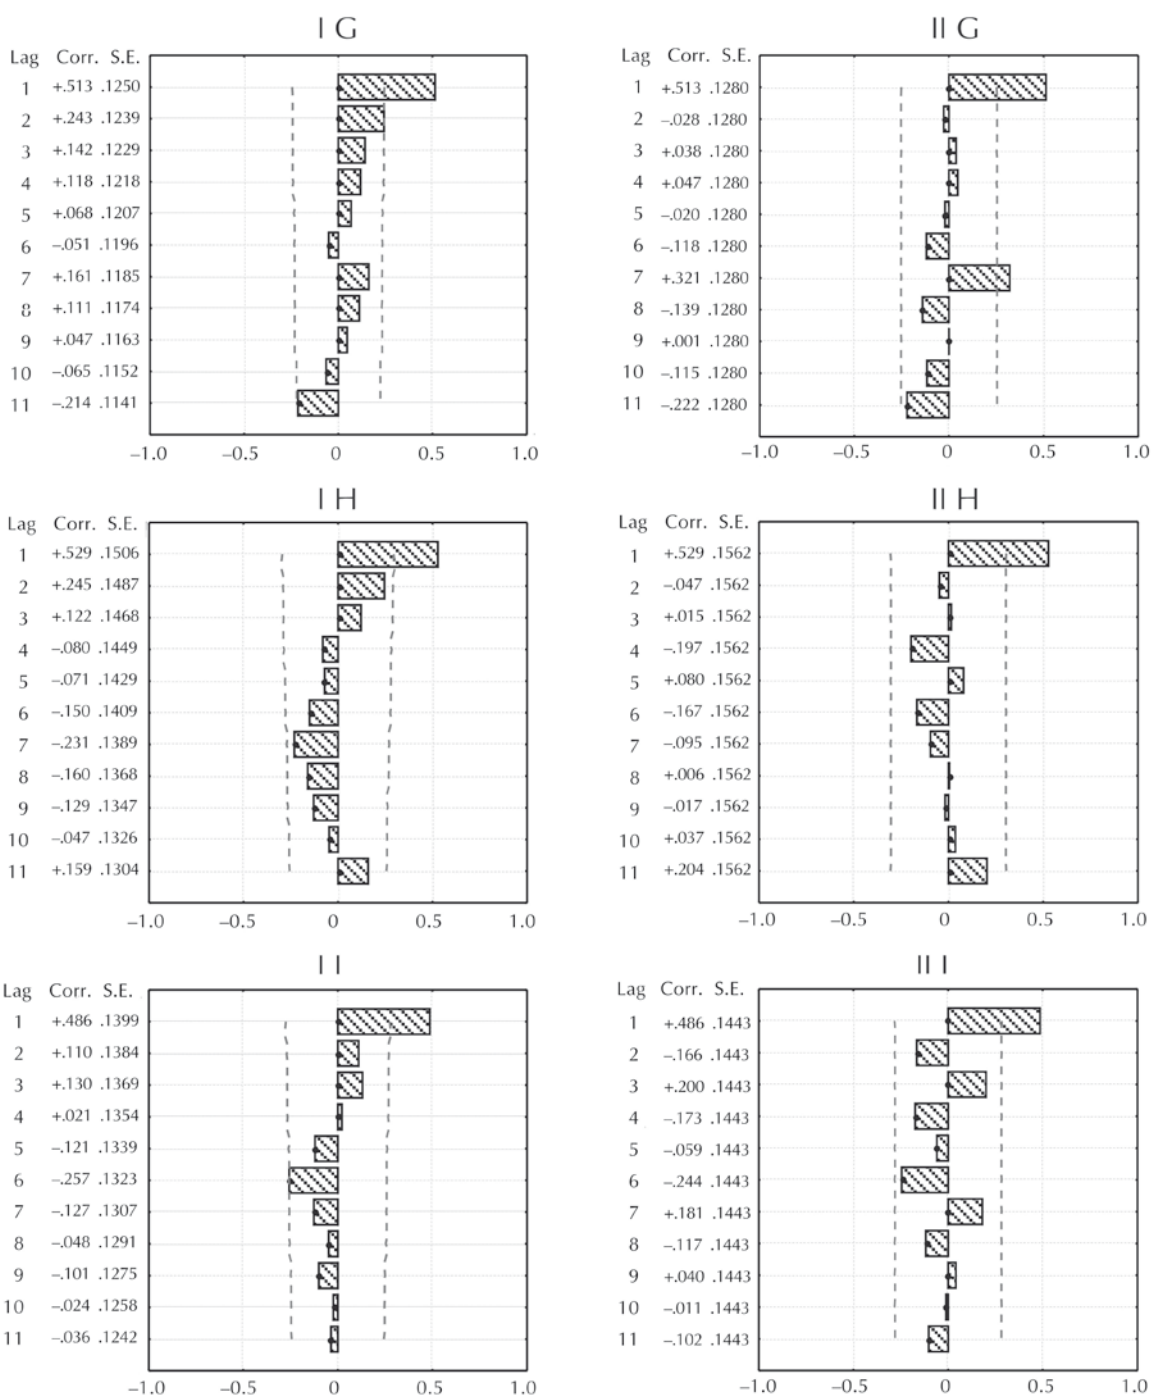 I G
Lag Corr. S.E.
1 +.513 .1250
2 +.243 .1239
3 +.142 .1229
4 +.118 .1218
5 +.068 .1207
6 –.051 .1196
7 +.161 .1185
8 +.111 .1174
9 +.047 .1163
10 –.065 .1152
11 –.214 .1141
–1.0 –0.5 0 0.5 1.0
II G
Lag Corr. S.E.
1 +.513 .1280
2 –.028 .1280
3 +.038 .1280
4 +.047 .1280
5 –.020 .1280
6 –.118 .1280
7 +.321 .1280
8 –.139 .1280
9 +.001 .1280
10 –.115 .1280
11 –.222 .1280
–1.0 –0.5 0 0.5 1.0
I H
Lag Corr. S.E.
1 +.529 .1506
2 +.245 .1487
3 +.122 .1468
4 –.080 .1449
5 –.071 .1429
6 –.150 .1409
7 –.231 .1389
8 –.160 .1368
9 –.129 .1347
10 –.047 .1326
11 +.159 .1304
–1.0 –0.5 0 0.5 1.0
II H
Lag Corr. S.E.
1 +.529 .1562
2 –.047 .1562
3 +.015 .1562
4 –.197 .1562
5 +.080 .1562
6 –.167 .1562
7 –.095 .1562
8 +.006 .1562
9 –.017 .1562
10 +.037 .1562
11 +.204 .1562
–1.0 –0.5 0 0.5 1.0
I I
Lag Corr. S.E.
1 +.486 .1399
2 +.110 .1384
3 +.130 .1369
4 +.021 .1354
5 –.121 .1339
6 –.257 .1323
7 –.127 .1307
8 –.048 .1291
9 –.101 .1275
10 –.024 .1258
11 –.036 .1242
–1.0 –0.5 0 0.5 1.0
II I
Lag Corr. S.E.
1 +.486 .1443
2 –.166 .1443
3 +.200 .1443
4 –.173 .1443
5 –.059 .1443
6 –.244 .1443
7 +.181 .1443
8 –.117 .1443
9 +.040 .1443
10 –.011 .1443
11 –.102 .1443
–1.0 –0.5 0 0.5 1.0